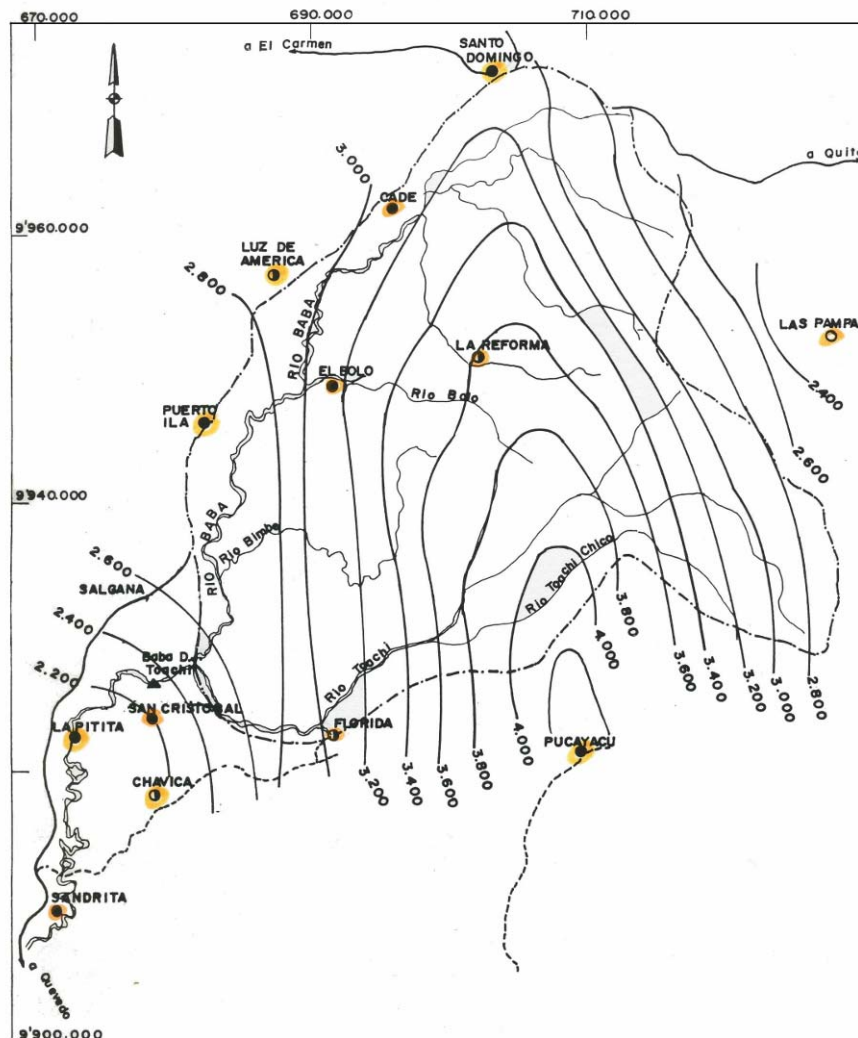 670.000
690.000
710.000
a El Carmen
SANTO
DOMINGO
a Quito
3.000
CADE
9'960.000
LUZ DE
AMERICA
2.800
RIO BABA
LAS PAMPA
LA REFORMA
2.400
EL BOLO
Rio Bolo
PUERTO
ILA
2.600
9'940.000
RIO BABA
Rio Bimbe
2.600
SALGANA
Rio Toachi Chico
2.400
3.800
4.000
Baba D.
Toachi
3.600
3.400
3.200
3.000
2.800
2.200
Rio Toachi
SAN CRISTOBAL
LA PITITA
FLORIDA
4.000
PUCAYACU
3.200
3.400
3.600
3.800
CHAVICA
SANDRITA
a Quevedo
9'900.000